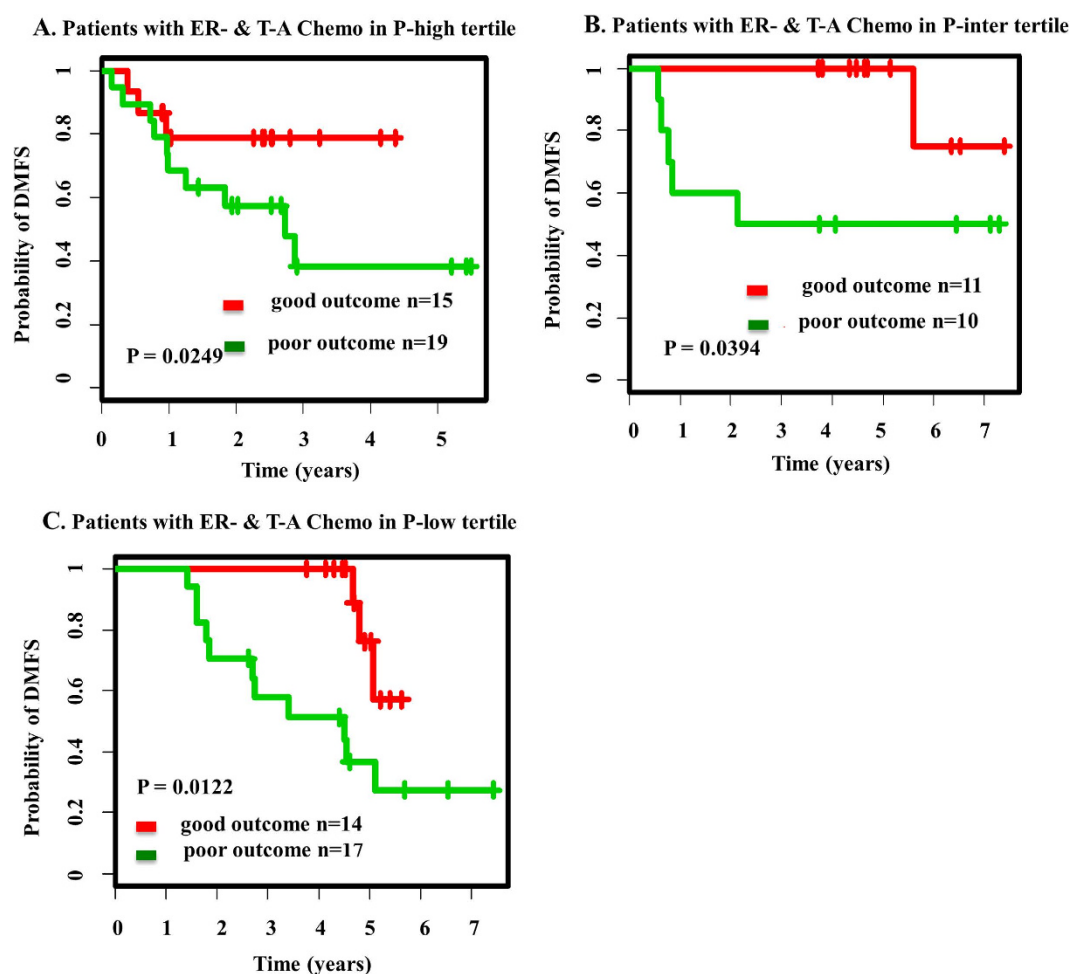 A. Patients with ER- & T-A Chemo in P-high tertile
Probability of DMFS
1
0.8
0.6
0.4
0.2
0
good outcome n=15
poor outcome n=19
P = 0.0249
0 1 2 3 4 5
Time (years)
B. Patients with ER- & T-A Chemo in P-inter tertile
Probability of DMFS
1
0.8
0.6
0.4
0.2
0
good outcome n=11
poor outcome n=10
P = 0.0394
0 1 2 3 4 5 6 7
Time (years)
C. Patients with ER- & T-A Chemo in P-low tertile
Probability of DMFS
1
0.8
0.6
0.4
0.2
0
P = 0.0122
good outcome n=14
poor outcome n=17
0 1 2 3 4 5 6 7
Time (years)